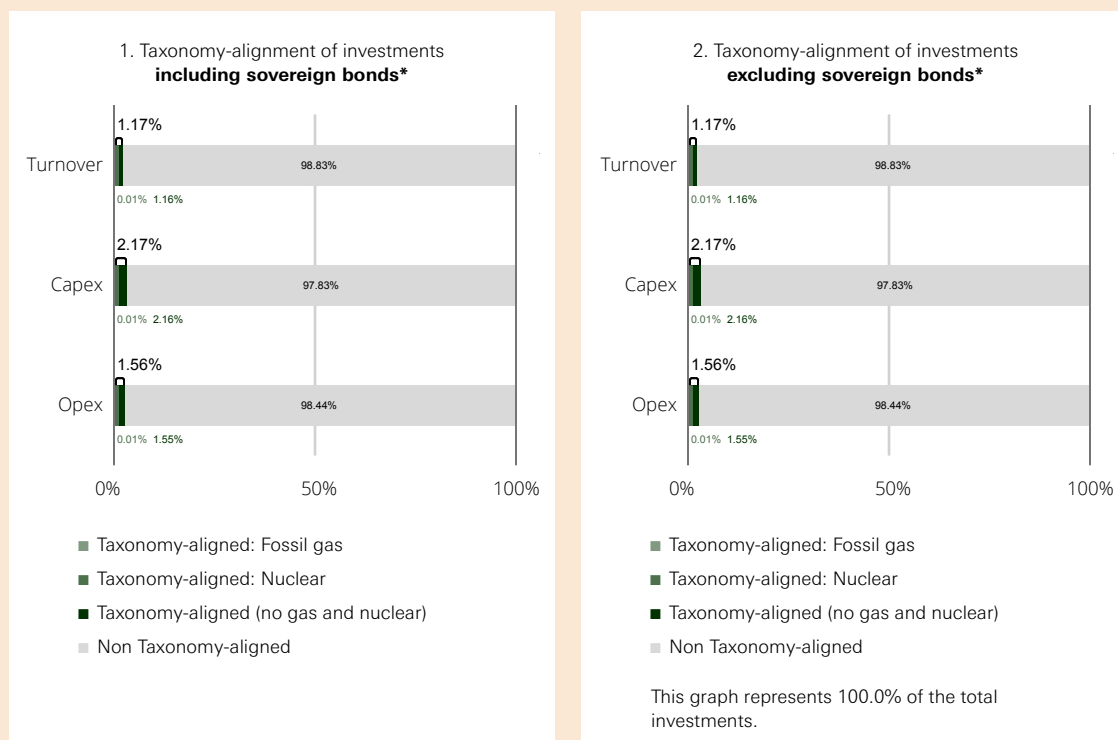 1. Taxonomy-alignment of investments
including sovereign bonds*
1.17%
Turnover
98.83%
0.01% 1.16%
2.17%
Capex
97.83%
0.01% 2.16%
1.56%
Opex
98.44%
0.01% 1.55%
0% 50% 100%
Taxonomy-aligned: Fossil gas
Taxonomy-aligned: Nuclear
Taxonomy-aligned (no gas and nuclear)
Non Taxonomy-aligned
2. Taxonomy-alignment of investments
excluding sovereign bonds*
1.17%
Turnover
98.83%
0.01% 1.16%
2.17%
Capex
97.83%
0.01% 2.16%
1.56%
Opex
98.44%
0.01% 1.55%
0% 50% 100%
Taxonomy-aligned: Fossil gas
Taxonomy-aligned: Nuclear
Taxonomy-aligned (no gas and nuclear)
Non Taxonomy-aligned
This graph represents 100.0% of the total
investments.